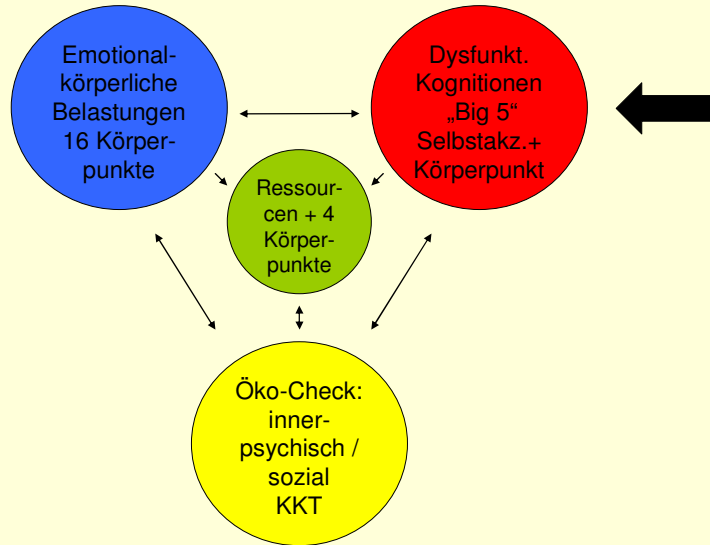 Emotional-
körperliche
Belastungen
16 Körper-
punkte
Dysfunkt.
Kognitionen
„Big 5“
Selbstakz.+
Körperpunkt
Ressour-
cen + 4
Körper-
punkte
Öko-Check:
inner-
psychisch /
sozial
KKT